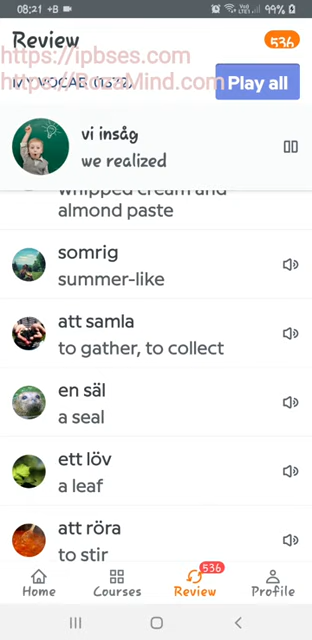 08:21 +B
99%
Review
536
https://ipbses.com
https://RosaMind.com
Play all
vi insåg
we realized
whipped cream and
almond paste
somrig
summer-like
att samla
to gather, to collect
en säl
a seal
ett löv
a leaf
att röra
to stir
536
Home
Courses
Review
Profile